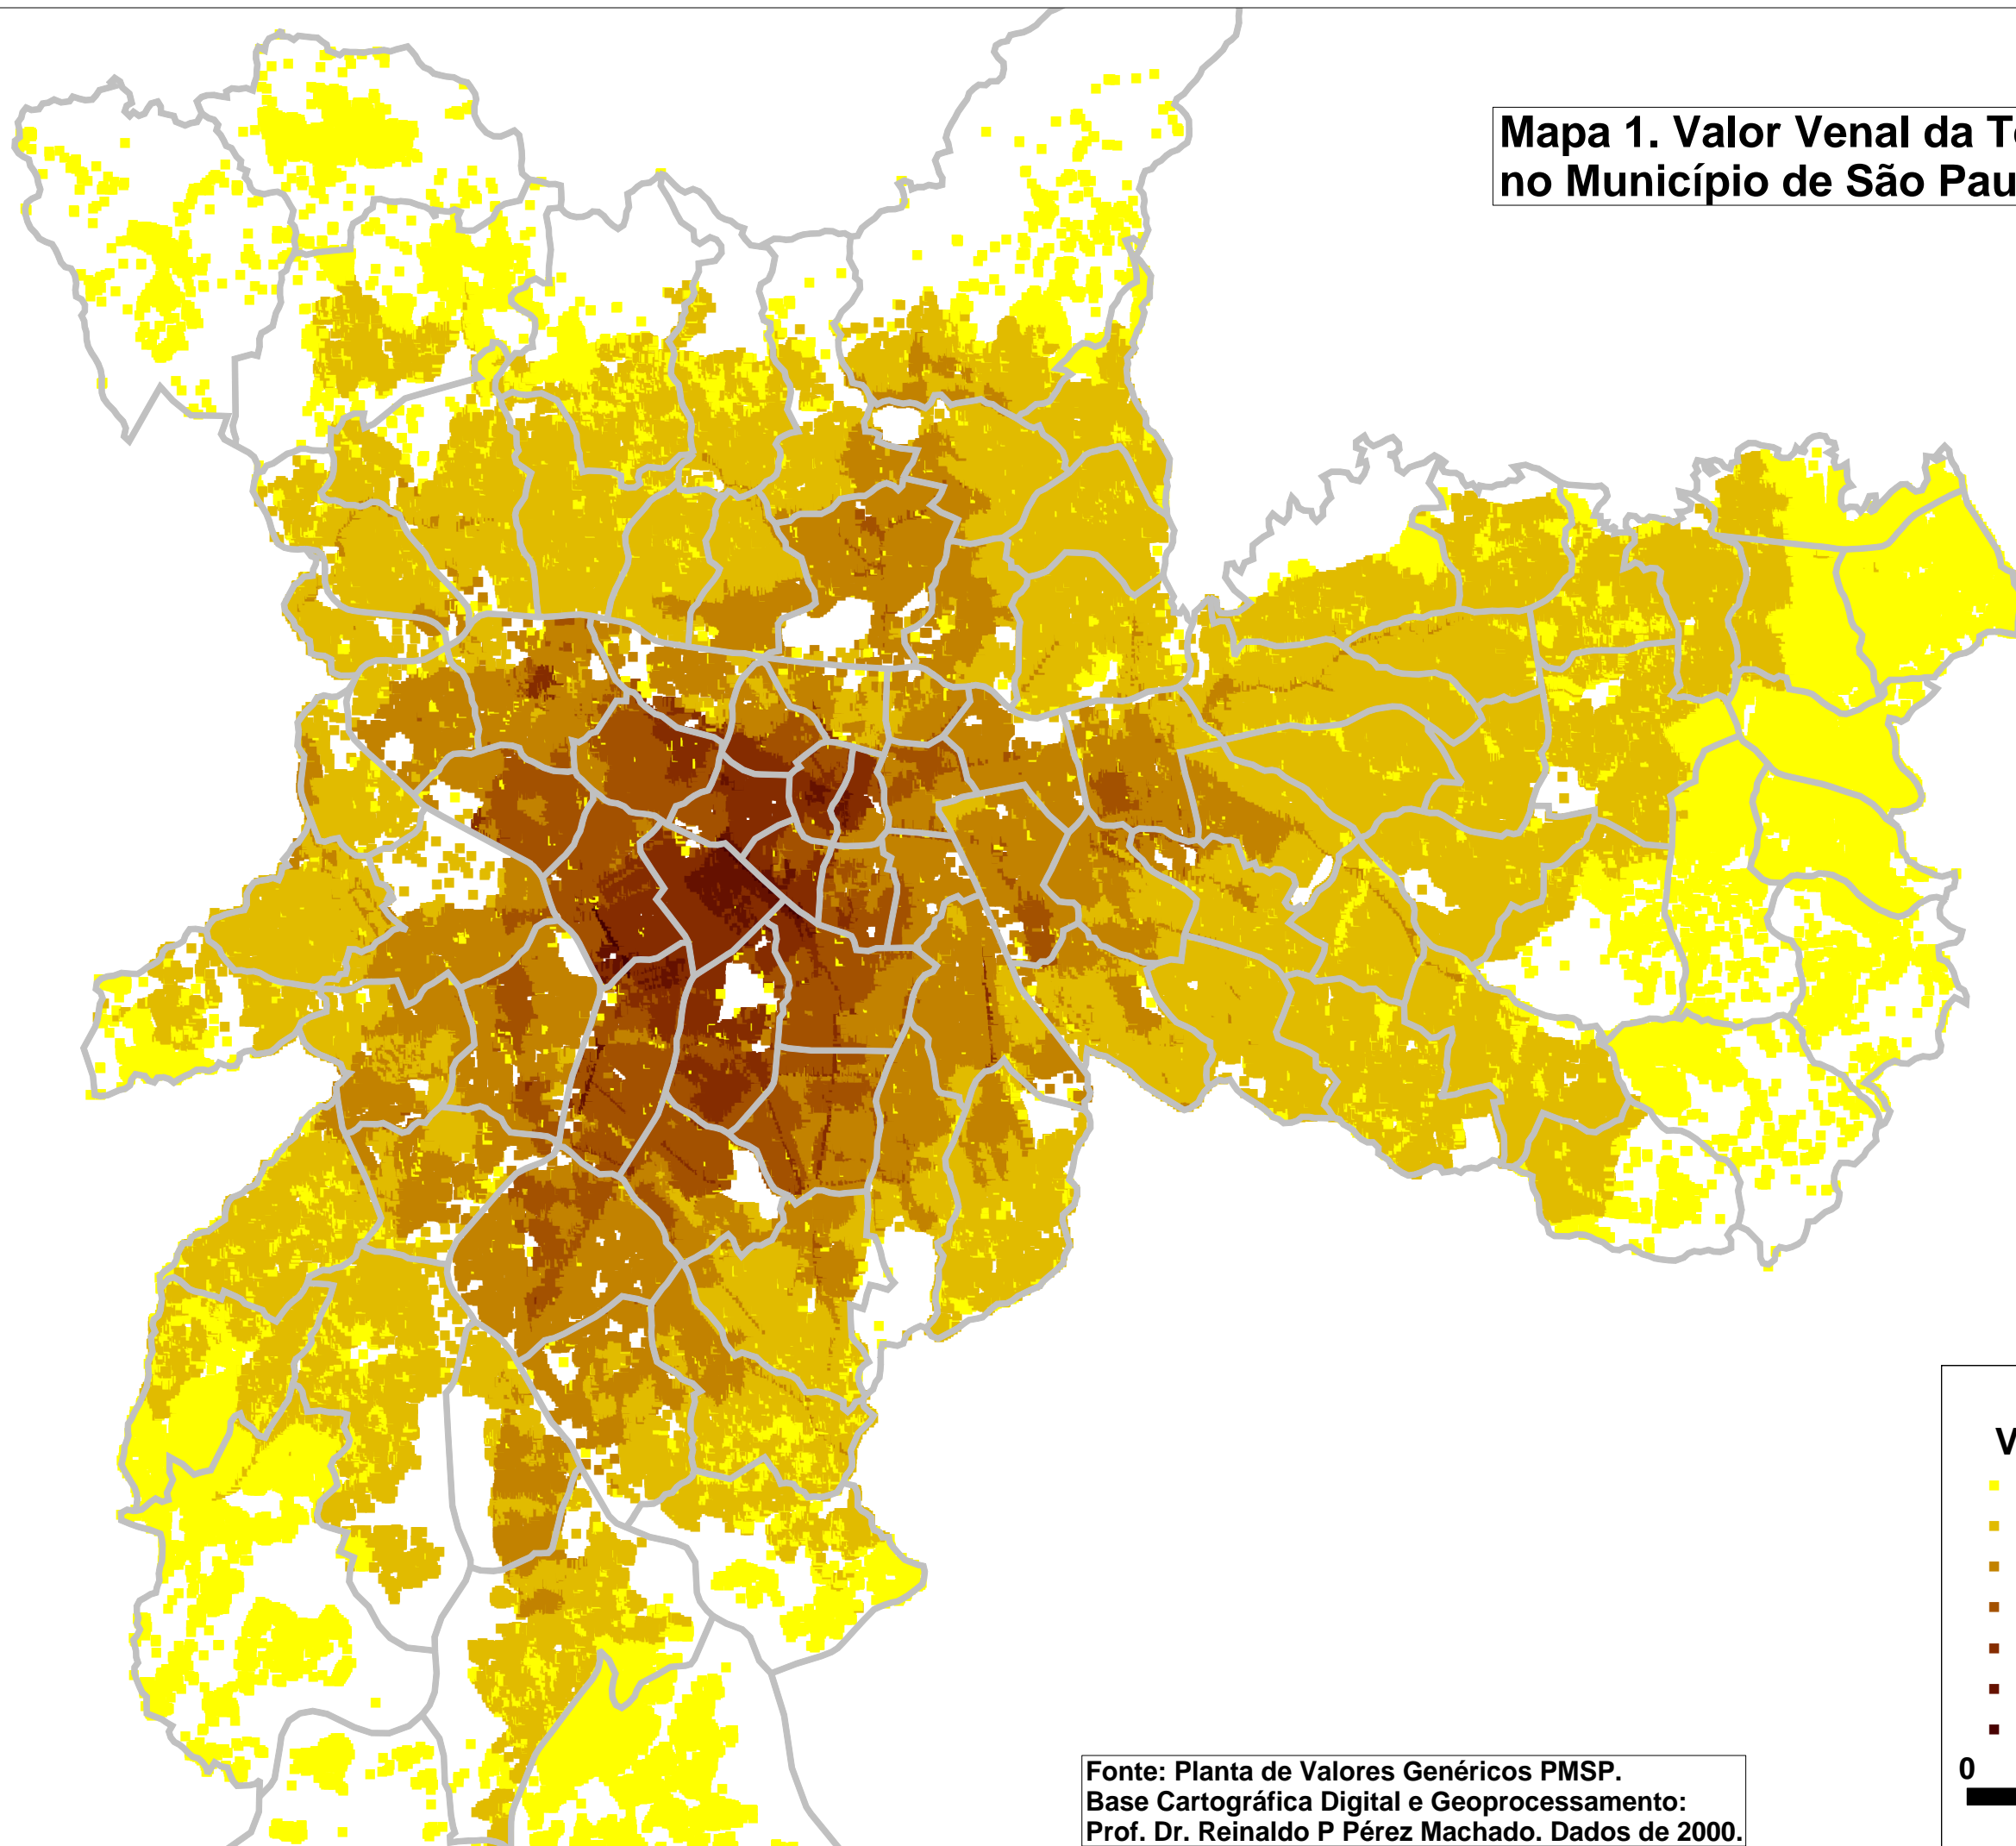 Mapa 1. Valor Venal da
no Município de São
Fonte: Planta de Valores Genéricos PMSP.
Base Cartográfica Digital e Geoprocessamento:
Prof. Dr. Reinaldo P Pérez Machado. Dados de 2000.
0